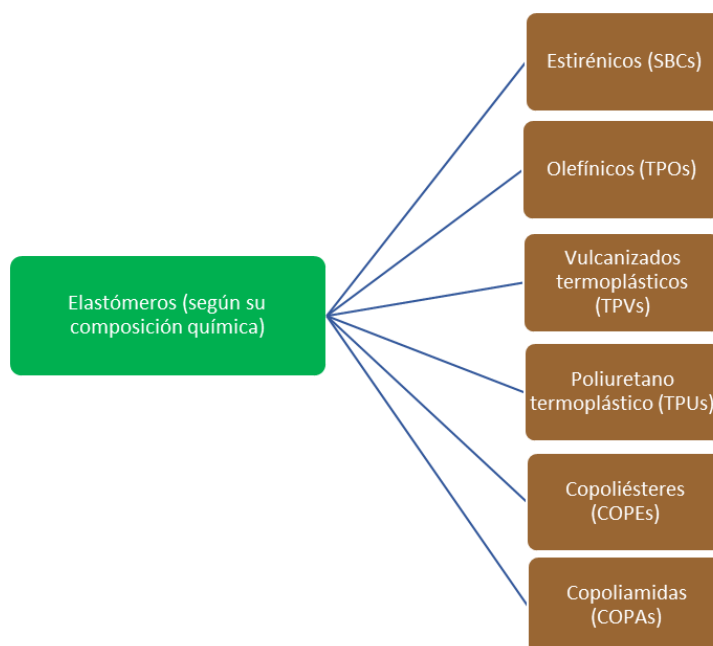 Estirénicos (SBCs)
Olefínicos (TPOs)
Vulcanizados
termoplásticos
(TPVs)
Elastómeros (según su
composición química)
Poliuretano
termoplástico (TPUs)
Copoliésteres
(COPEs)
Copoliamidas
(COPAs)